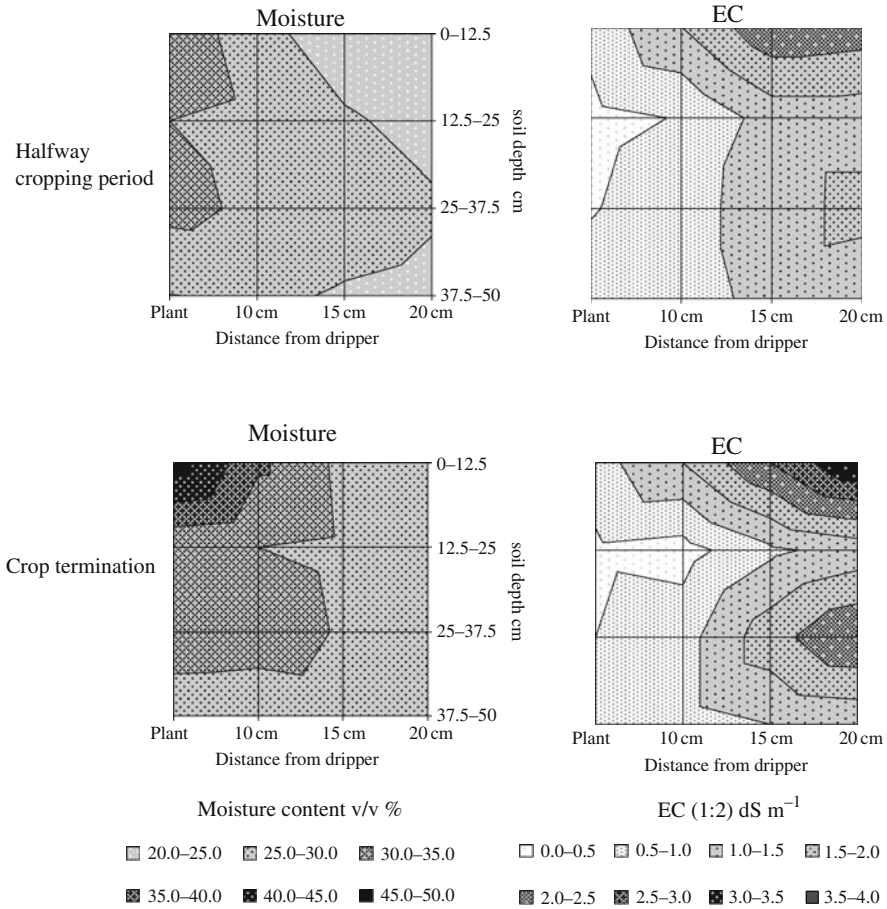 Moisture
EC
0–12.5
12.5–25
25–37.5
37.5–50
soil depth cm
Halfway
cropping period
Plant 10 cm 15 cm 20 cm
Distance from dripper
Plant 10 cm 15 cm 20 cm
Distance from dripper
Moisture
EC
0–12.5
12.5–25
25–37.5
37.5–50
soil depth cm
Crop termination
Plant 10 cm 15 cm 20 cm
Distance from dripper
Plant 10 cm 15 cm 20 cm
Distance from dripper
Moisture content v/v %
20.0–25.0 25.0–30.0 30.0–35.0
35.0–40.0 40.0–45.0 45.0–50.0
EC (1:2) dS m⁻¹
0.0–0.5 0.5–1.0 1.0–1.5 1.5–2.0
2.0–2.5 2.5–3.0 3.0–3.5 3.5–4.0